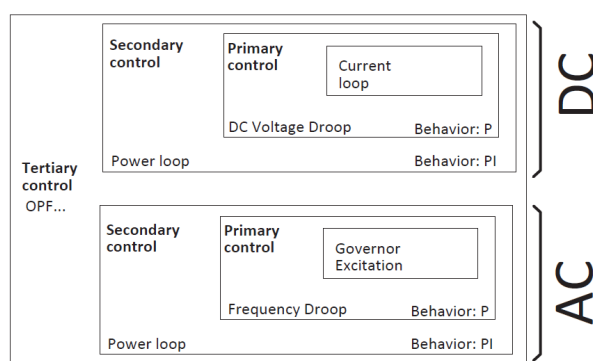 Secondary
control
Primary
control
Current
loop
DC Voltage Droop
Behavior: P
Power loop
Behavior: PI
DC
Tertiary
control
OPF...
Secondary
control
Primary
control
Governor
Excitation
Frequency Droop
Behavior: P
Power loop
Behavior: PI
AC